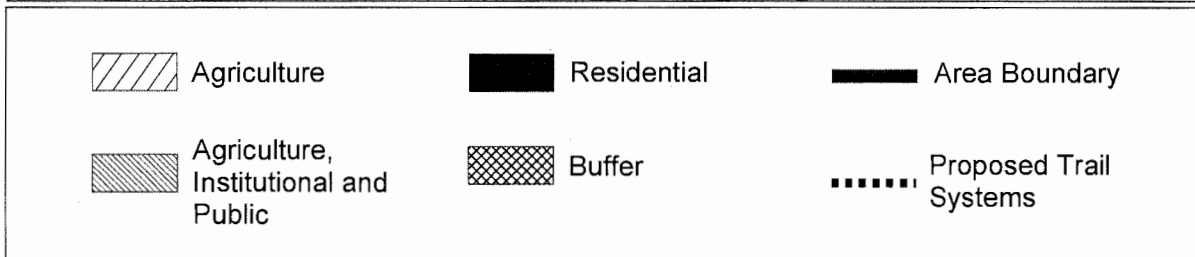 Agriculture
Residential
Area Boundary
Agriculture,
Institutional and
Public
Buffer
Proposed Trail
Systems